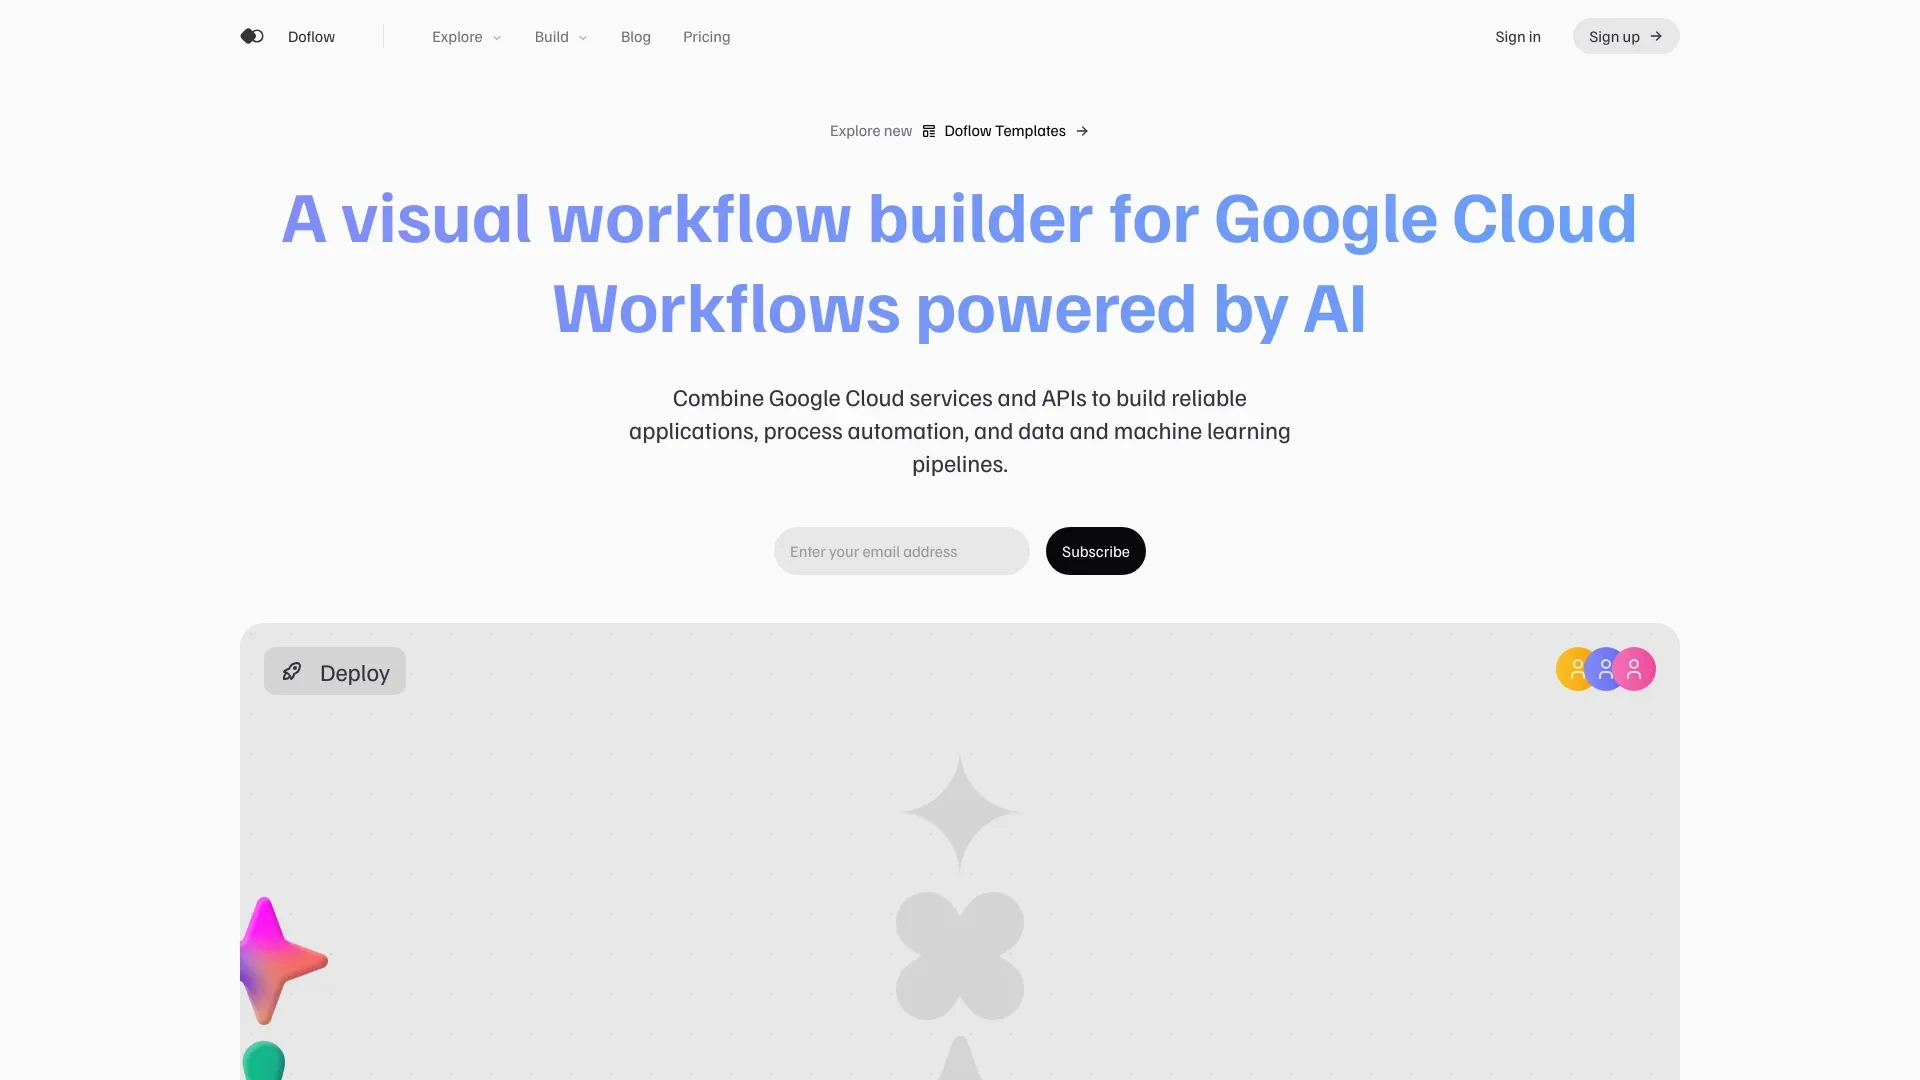 Doflow
Explore
Build
Blog
Pricing
Sign in
Sign up
Explore new Doflow Templates
A visual workflow builder for Google Cloud
Workflows powered by AI
Combine Google Cloud services and APIs to build reliable
applications, process automation, and data and machine learning
pipelines.
Enter your email address
Subscribe
Deploy